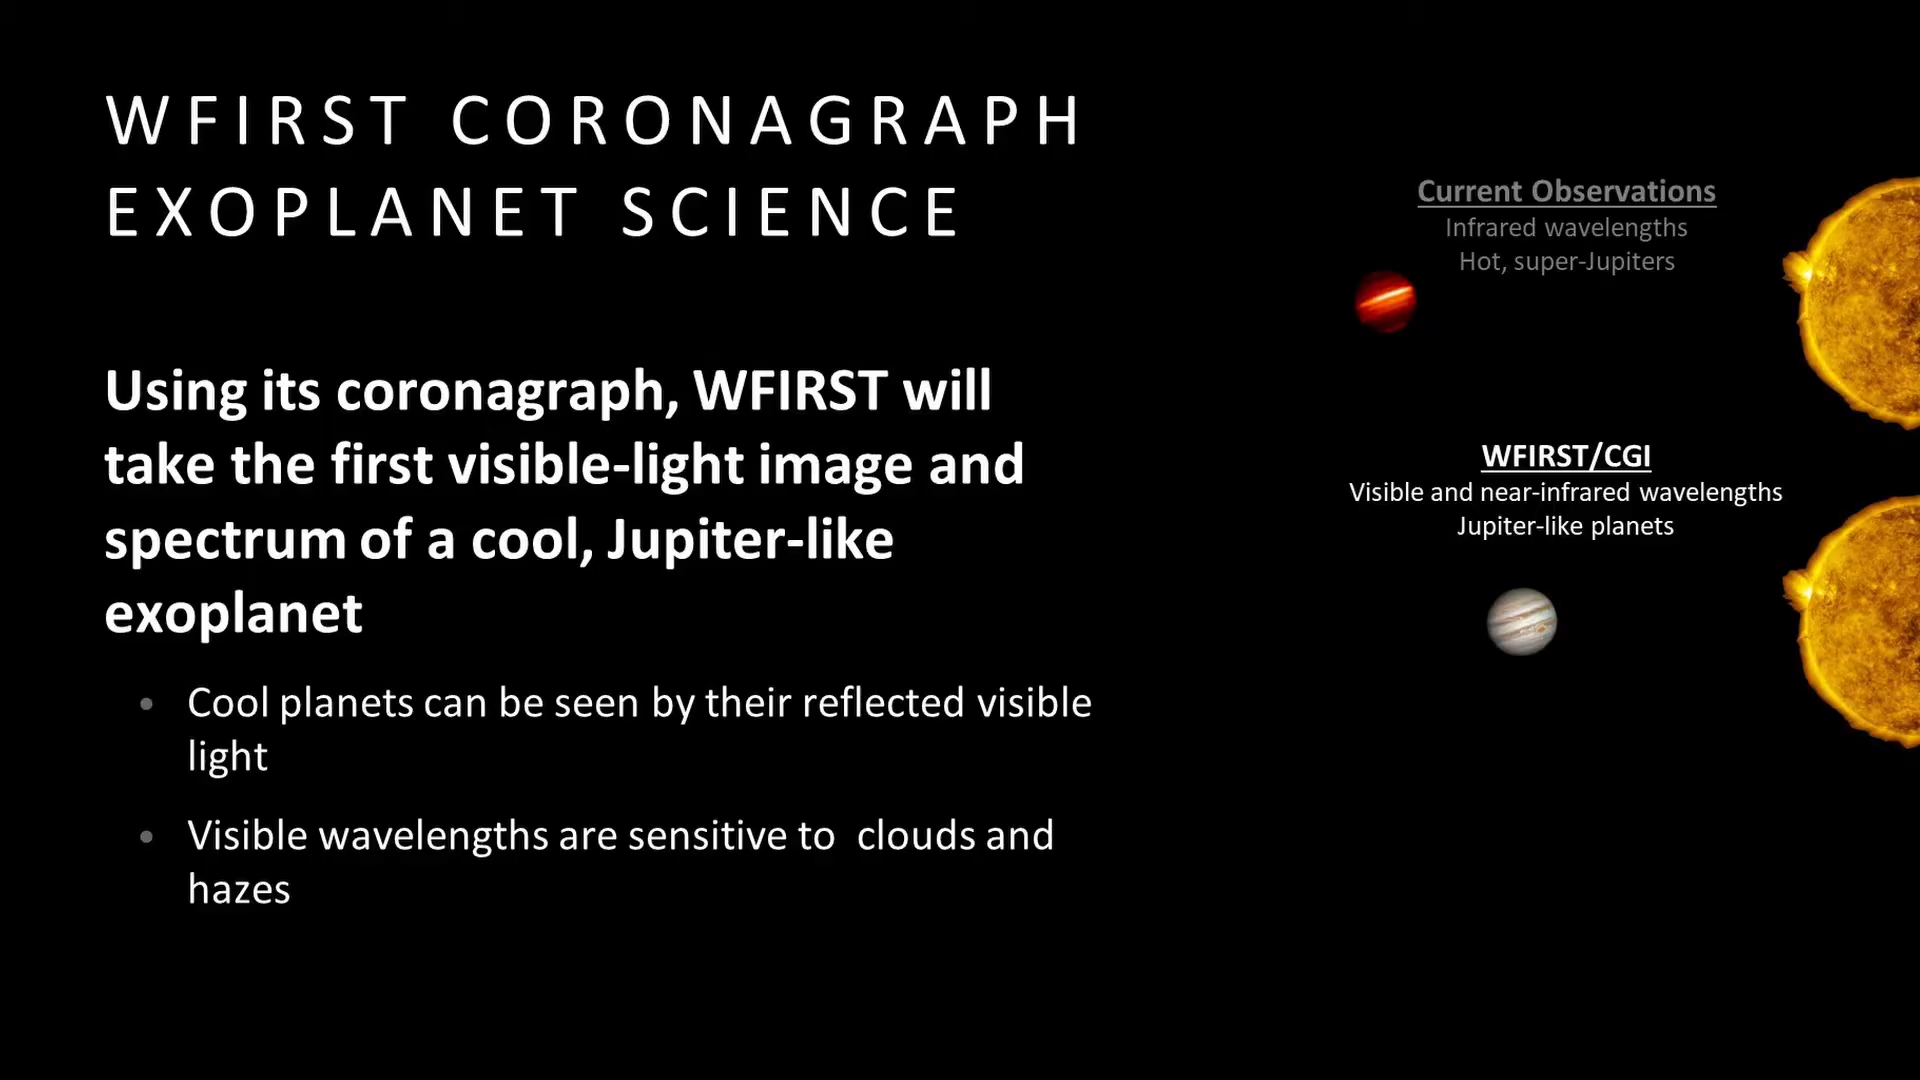 WFIRST CORONAGRAPH
EXOPLANET SCIENCE
Using its coronagraph, WFIRST will
take the first visible-light image and
spectrum of a cool, Jupiter-like
exoplanet
• Cool planets can be seen by their reflected visible
light
• Visible wavelengths are sensitive to  clouds and
hazes
Current Observations
Infrared wavelengths
Hot, super-Jupiters
WFIRST/CGI
Visible and near-infrared wavelengths
Jupiter-like planets